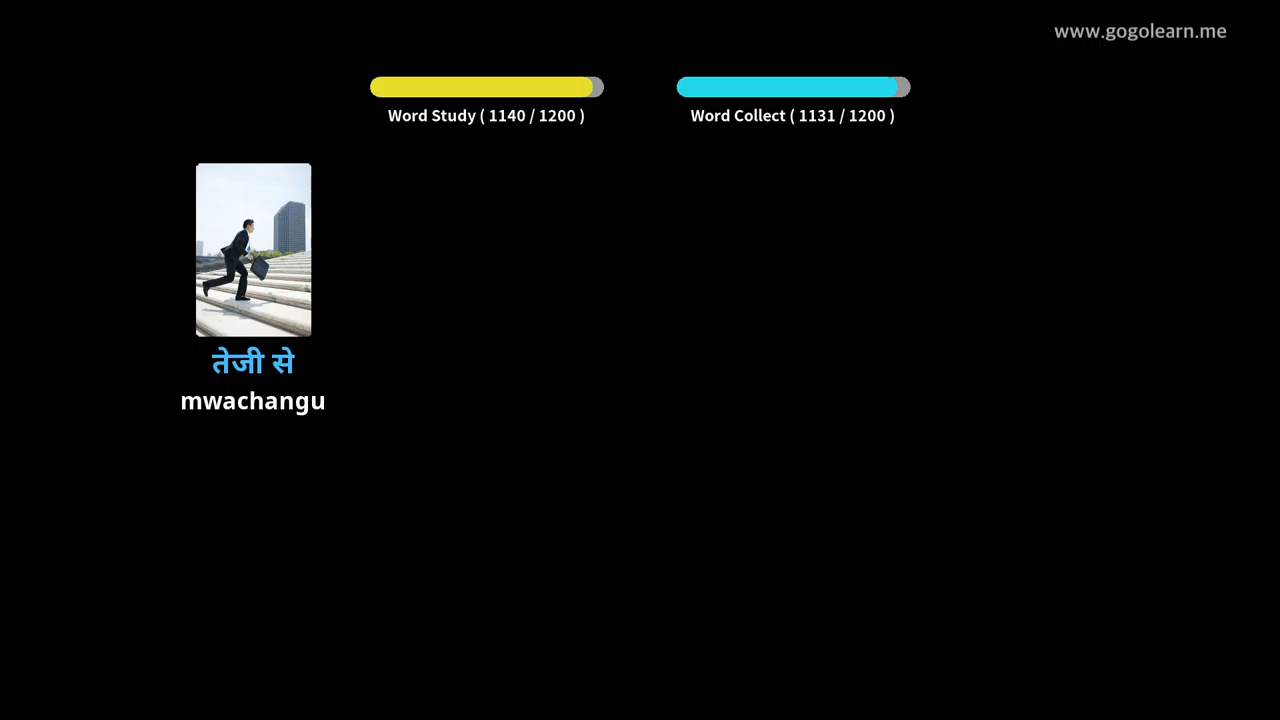 www.gogolearn.me
Word Study ( 1140 / 1200 )
Word Collect ( 1131 / 1200 )
तेजी से
mwachangu